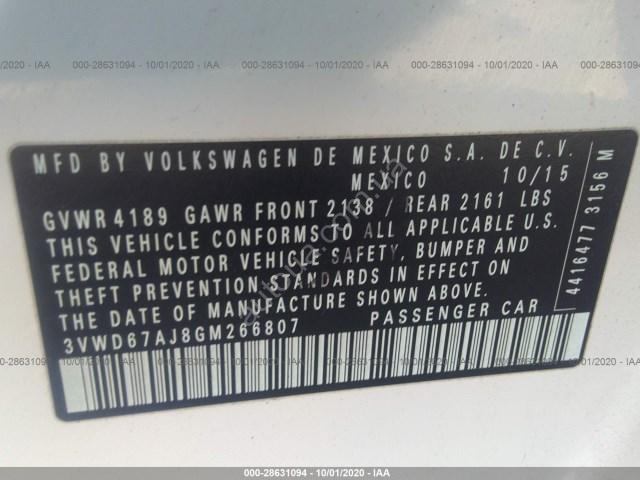 000-28631094 - 10/01/2020 - IAA
MFD BY VOLKSWAGEN DE MEXICO S.A. DE C.V.
MEXICO 10/15
GVWR 4189 GAWR FRONT 2138 / REAR 2161 LBS
THIS VEHICLE CONFORMS TO ALL APPLICABLE U.S.
FEDERAL MOTOR VEHICLE SAFETY, BUMPER AND
THEFT PREVENTION STANDARDS IN EFFECT ON
THE DATE OF MANUFACTURE SHOWN ABOVE.
3VWD67AJ8GM266807 PASSENGER CAR
4416477 3156 M
000-28631094 - 10/01/2020 - IAA